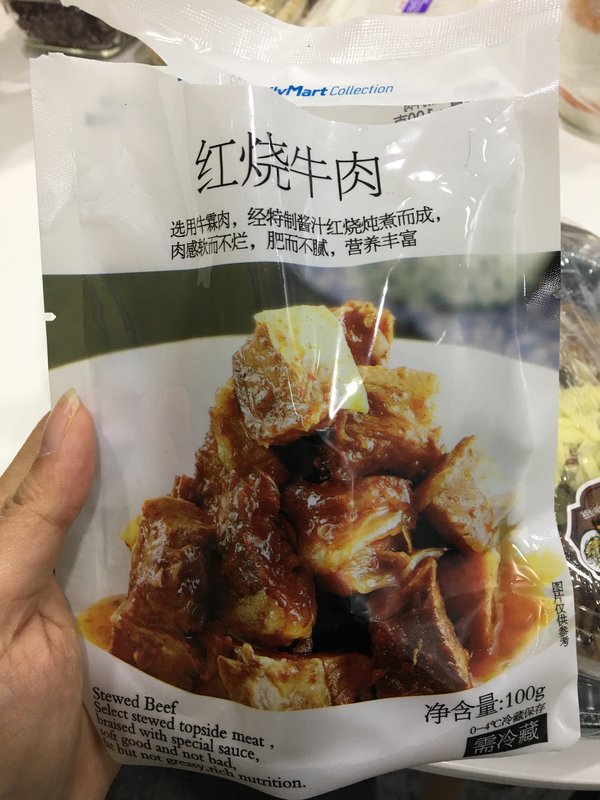 lyMart Collection
红烧牛肉
选用牛霖肉，经特制酱汁红烧炖煮而成，
肉感软而不烂，肥而不腻，营养丰富
图片仅供参考
Stewed Beef
Select stewed topside meat ,
braised with special sauce,
soft good and not bad,
but not greasy,rich nutrition.
净含量:100g
0-4℃冷藏保存
需冷藏